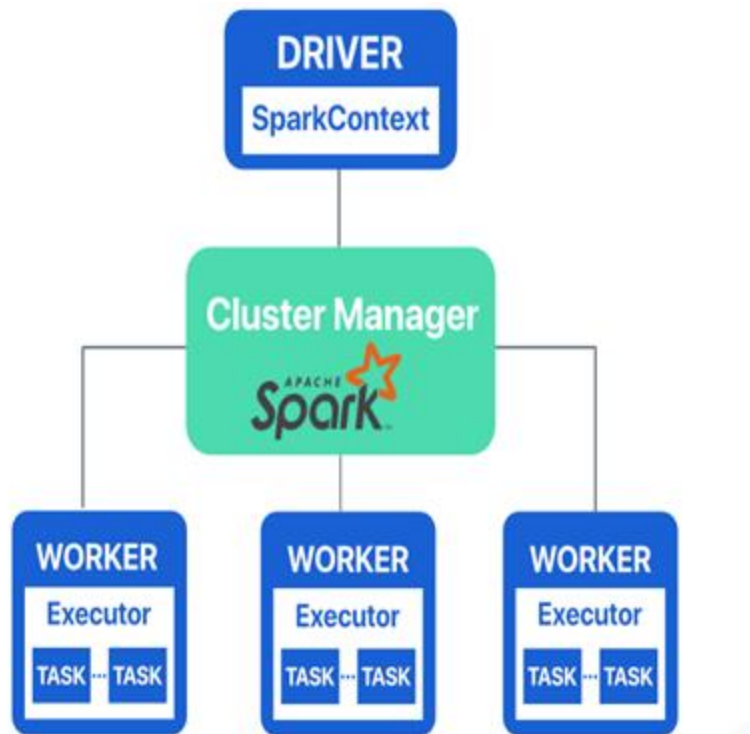 DRIVER
SparkContext
Cluster Manager
APACHE
Spark
WORKER
Executor
TASK ... TASK
WORKER
Executor
TASK ... TASK
WORKER
Executor
TASK ... TASK